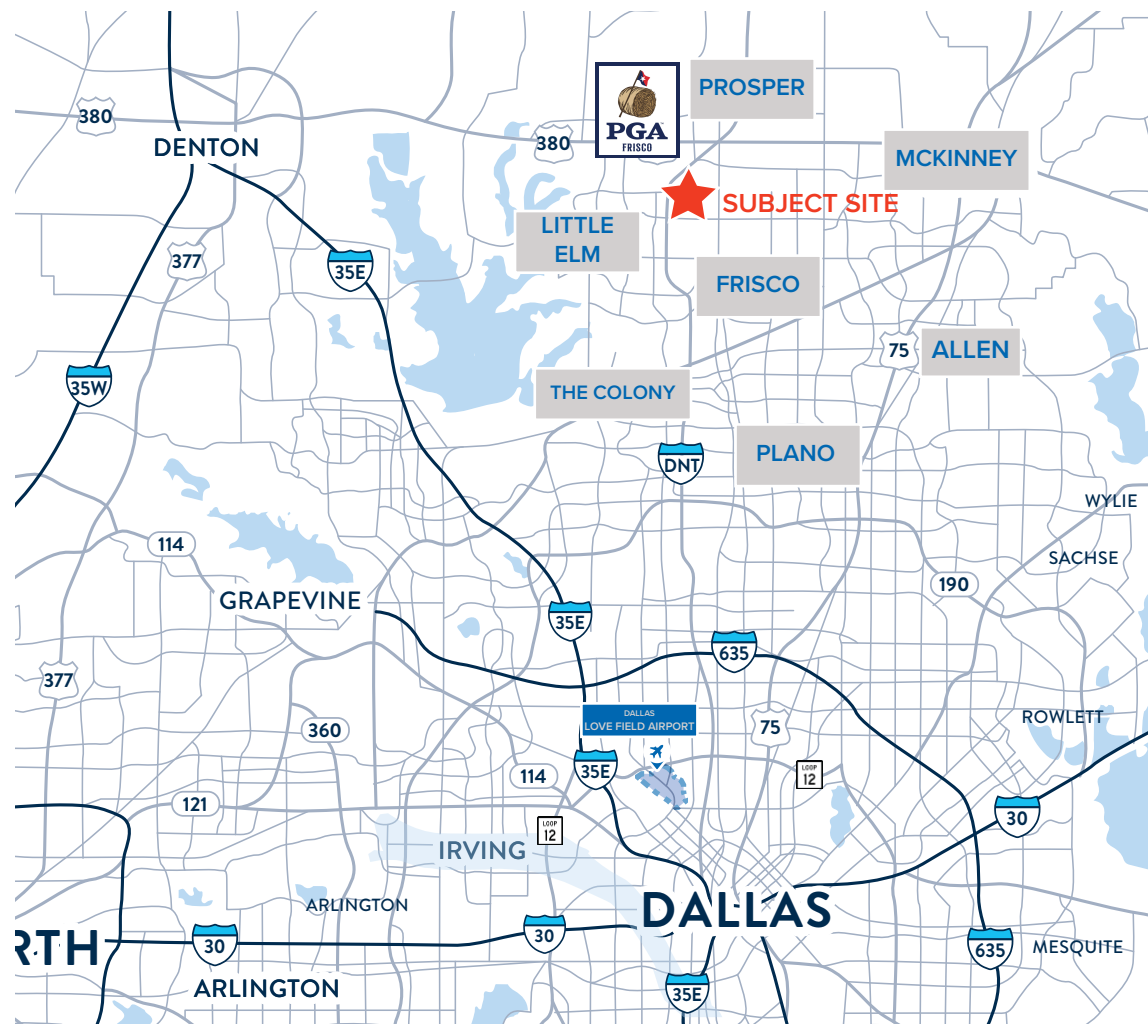 PROSPER
PGA
FRISCO
380
380
DENTON
MCKINNEY
SUBJECT SITE
LITTLE
ELM
377
35E
FRISCO
75
ALLEN
35W
THE COLONY
DNT
PLANO
WYLIE
114
SACHSE
190
GRAPEVINE
35E
635
377
DALLAS
LOVE FIELD AIRPORT
ROWLETT
360
75
114
35E
LOOP
12
121
30
LOOP
12
IRVING
ARLINGTON
DALLAS
RTH
30
30
635
MESQUITE
ARLINGTON
35E